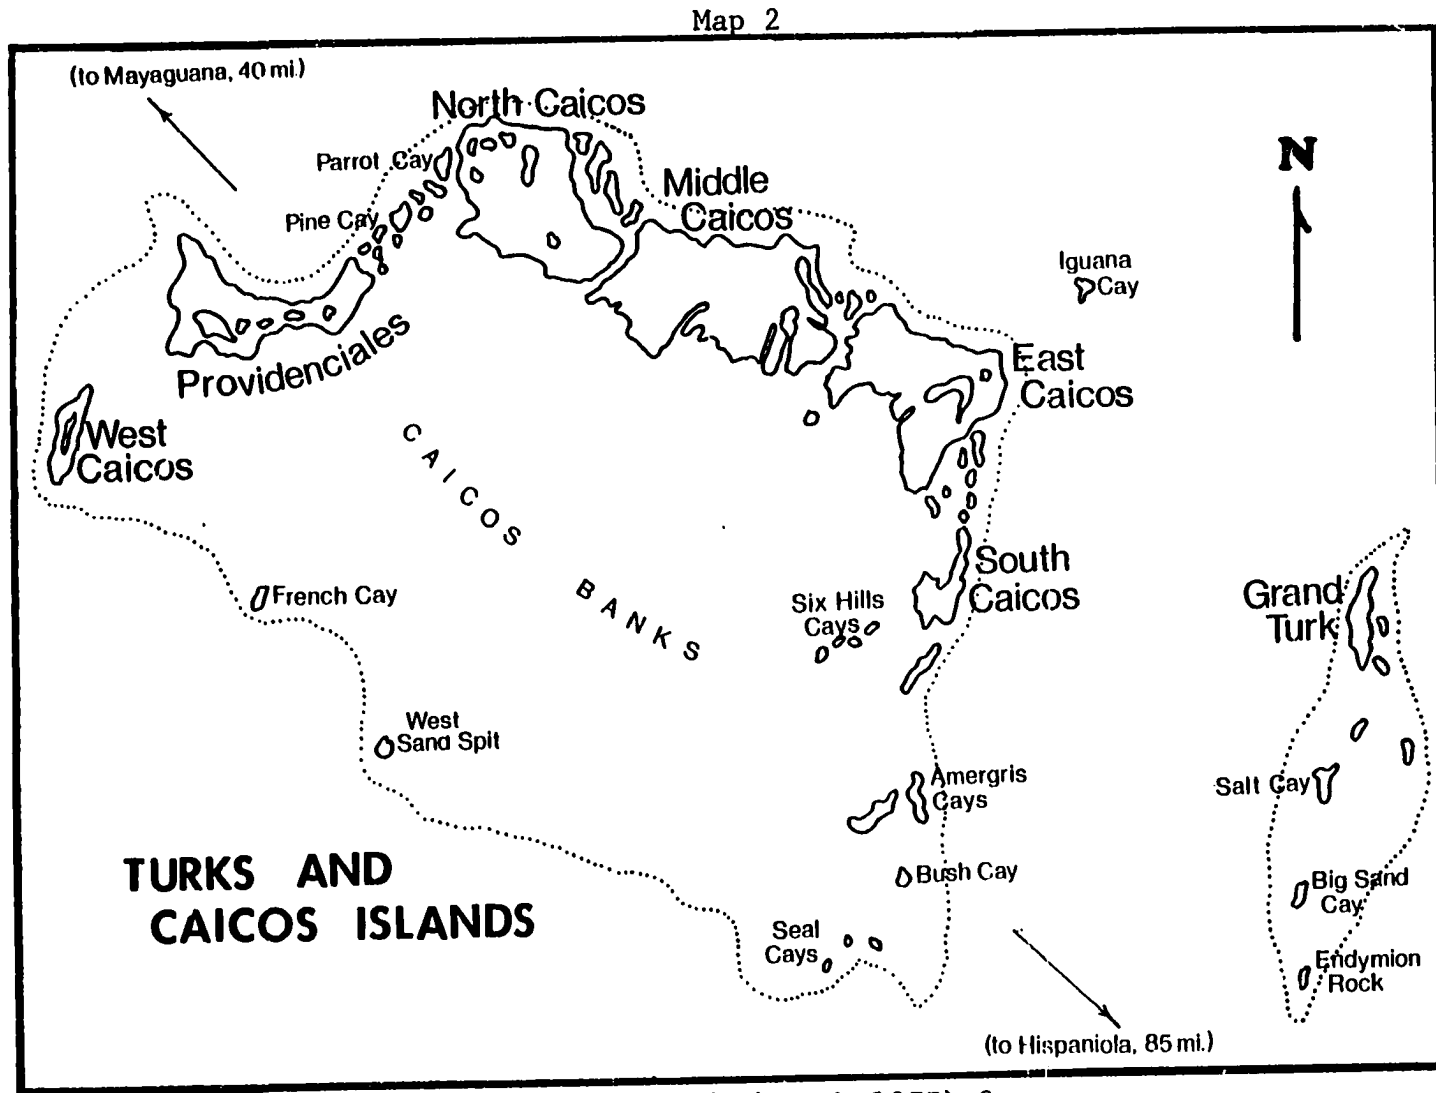 Map 2
(to Mayaguana, 40 mi.)
North Caicos
Parrot Cay
Pine Cay
Middle
Caicos
N
Iguana
Cay
Providenciales
East
Caicos
West
Caicos
CAICOS BANKS
French Cay
Six Hills
Cays
South
Caicos
Grand
Turk
West
Sand Spit
Amergris
Cays
Salt Cay
Bush Cay
Big Sand
Cay
TURKS AND
CAICOS ISLANDS
Seal
Cays
Endymion
Rock
(to Hispaniola, 85 mi.)